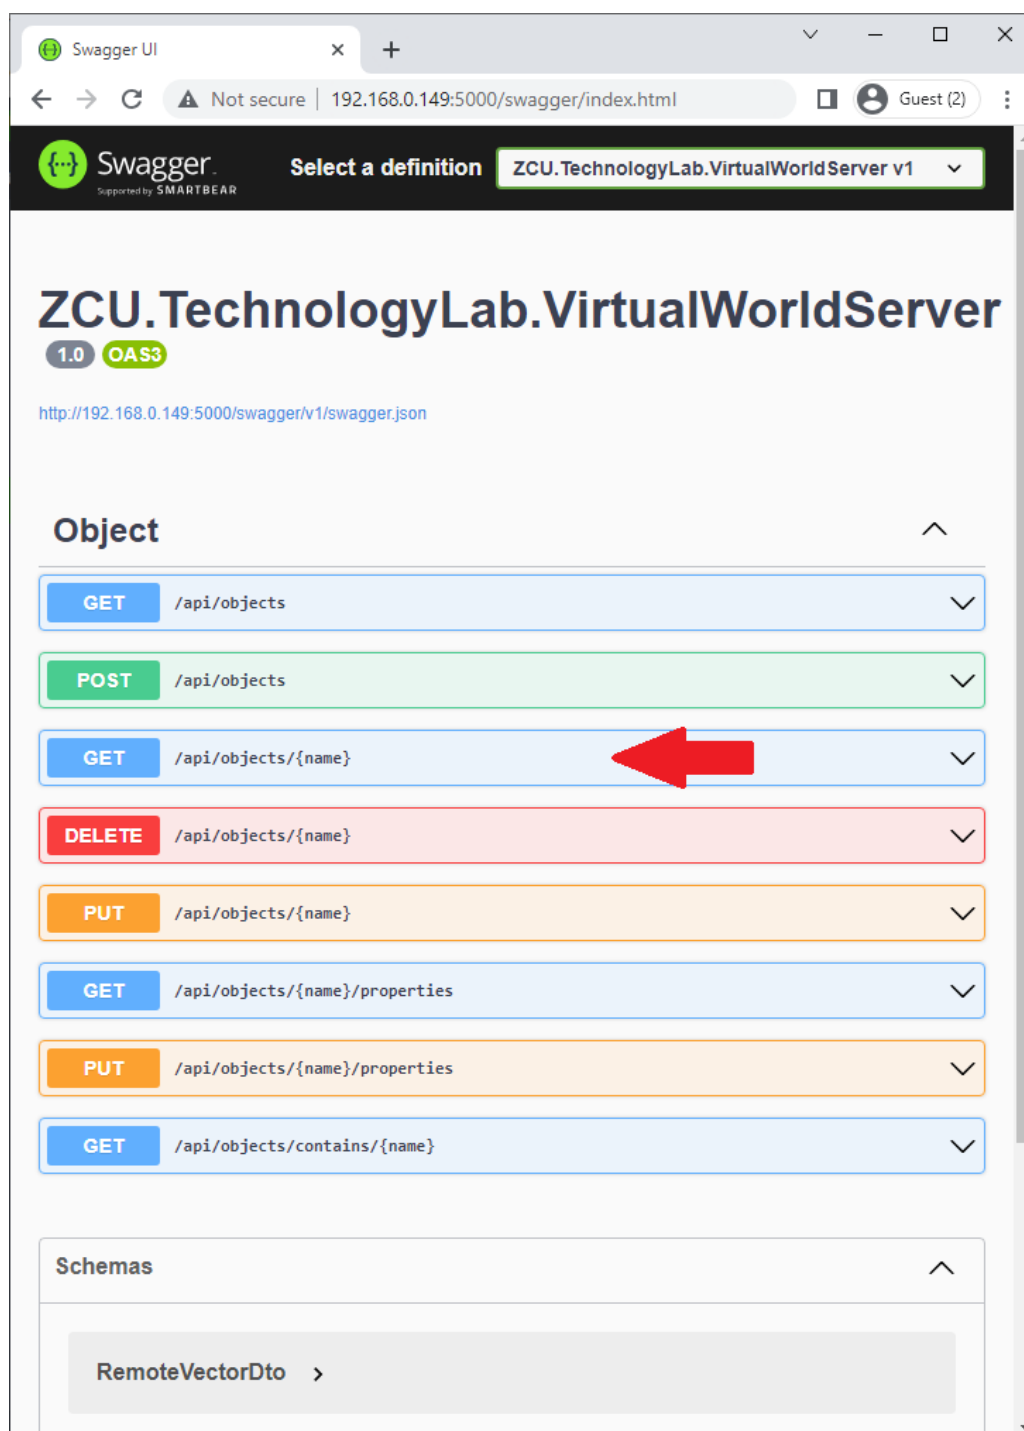 Swagger UI
Not secure | 192.168.0.149:5000/swagger/index.html Guest (2)
Swagger.
Supported by SMARTBEAR
Select a definition
ZCU.TechnologyLab.VirtualWorldServer v1
ZCU.TechnologyLab.VirtualWorldServer
1.0 OAS3
http://192.168.0.149:5000/swagger/v1/swagger.json
Object
GET /api/objects
POST /api/objects
GET /api/objects/{name}
DELETE /api/objects/{name}
PUT /api/objects/{name}
GET /api/objects/{name}/properties
PUT /api/objects/{name}/properties
GET /api/objects/contains/{name}
Schemas
RemoteVectorDto